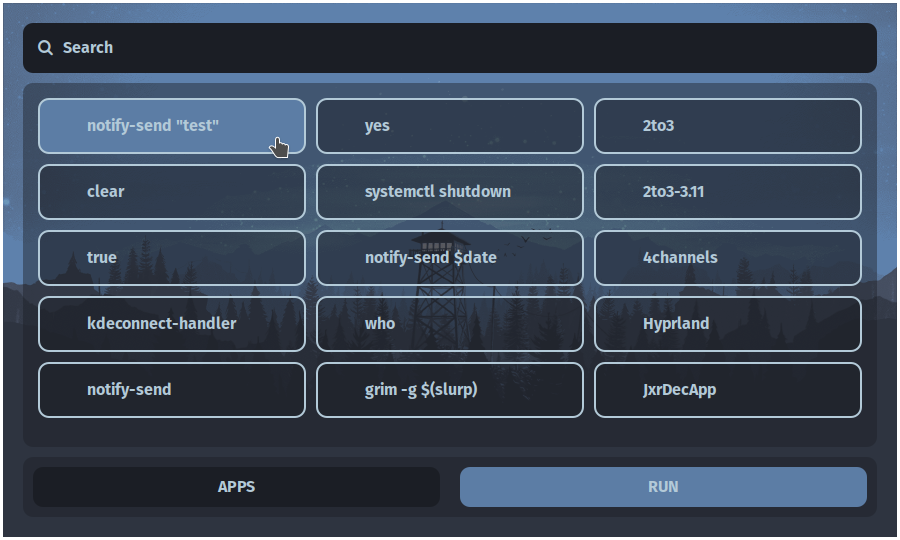 Search
notify-send "test"
yes
2to3
clear
systemctl shutdown
2to3-3.11
true
notify-send $date
4channels
kdeconnect-handler
who
Hyprland
notify-send
grim -g $(slurp)
JxrDecApp
APPS
RUN